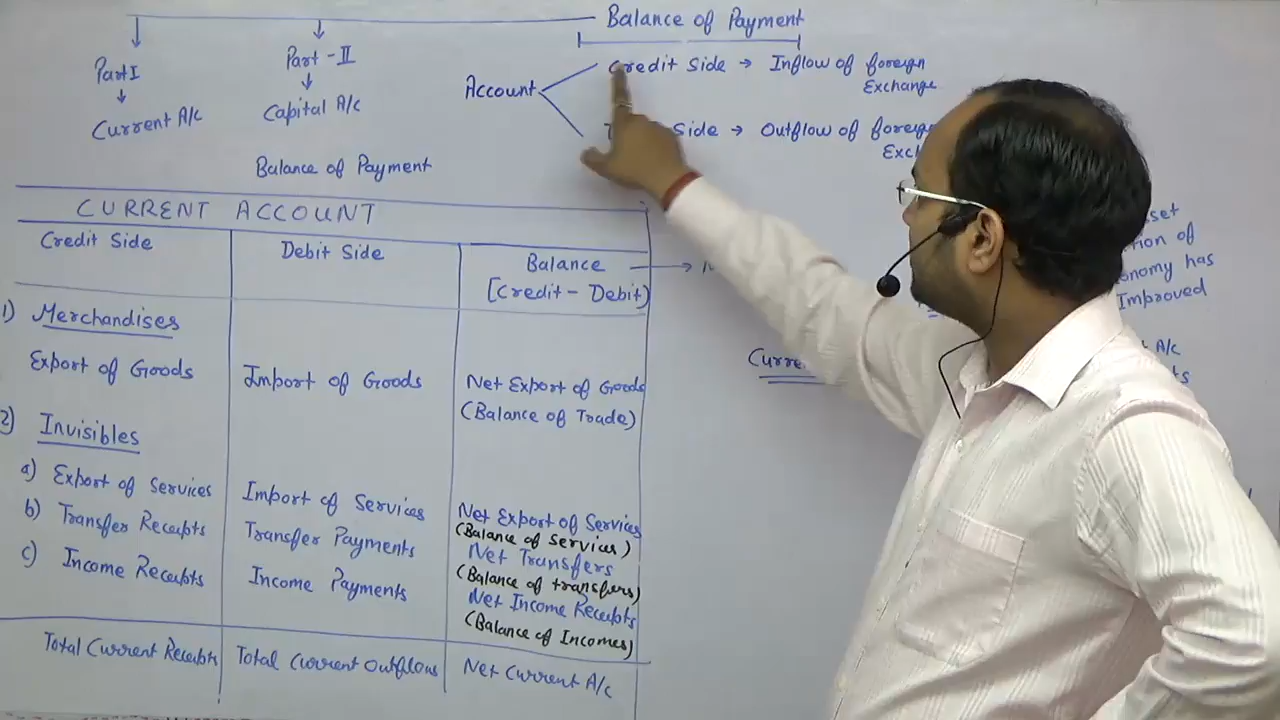 Balance of Payment
Part I
Part - II
Current A/c
Capital A/c
Account
Credit Side → Inflow of foreign
Exchange
Side → Outflow of foreign
Balance of Payment
CURRENT ACCOUNT
Credit Side
Debit Side
Balance
[Credit - Debit]
1) Merchandises
Export of Goods
Import of Goods
Net Export of Goods
(Balance of Trade)
2) Invisibles
a) Export of Services
Import of Services
Net Export of Services
(Balance of Services)
b) Transfer Receipts
Transfer Payments
Net Transfers
(Balance of transfers)
c) Income Receipts
Income Payments
Net Income Receipts
(Balance of Incomes)
Total Current Receipts
Total Current Outflows
Net Current A/c
of
has
Improved
A/c